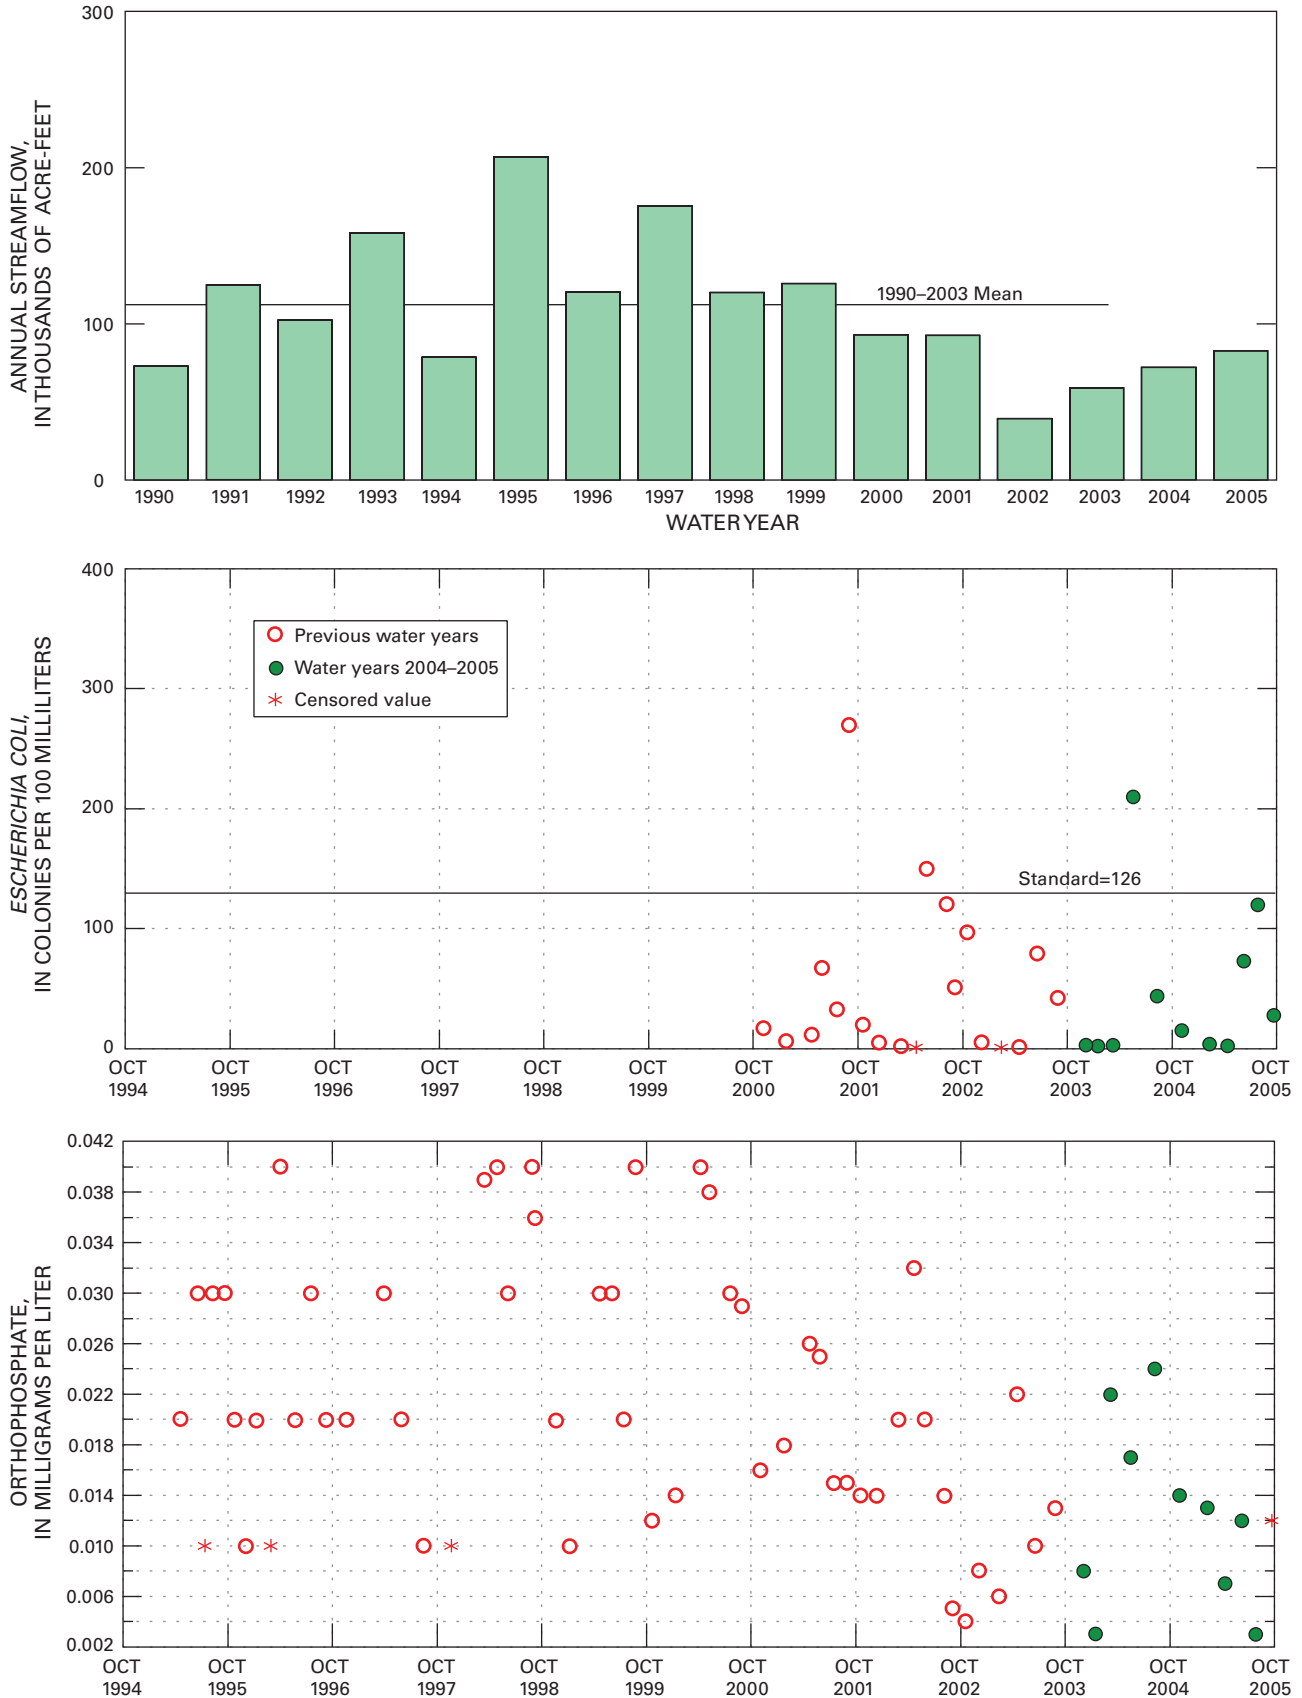 300
200
100
0
ANNUAL STREAMFLOW,
IN THOUSANDS OF ACRE-FEET
1990–2003 Mean
1990 1991 1992 1993 1994 1995 1996 1997 1998 1999 2000 2001 2002 2003 2004 2005
WATER YEAR
400
300
200
100
0
ESCHERICHIA COLI,
IN COLONIES PER 100 MILLILITERS
Previous water years
Water years 2004–2005
Censored value
Standard=126
OCT OCT OCT OCT OCT OCT OCT OCT OCT OCT OCT OCT
1994 1995 1996 1997 1998 1999 2000 2001 2002 2003 2004 2005
0.042
0.038
0.034
0.030
0.026
0.022
0.018
0.014
0.010
0.006
0.002
ORTHOPHOSPHATE,
IN MILLIGRAMS PER LITER
OCT OCT OCT OCT OCT OCT OCT OCT OCT OCT OCT OCT
1994 1995 1996 1997 1998 1999 2000 2001 2002 2003 2004 2005